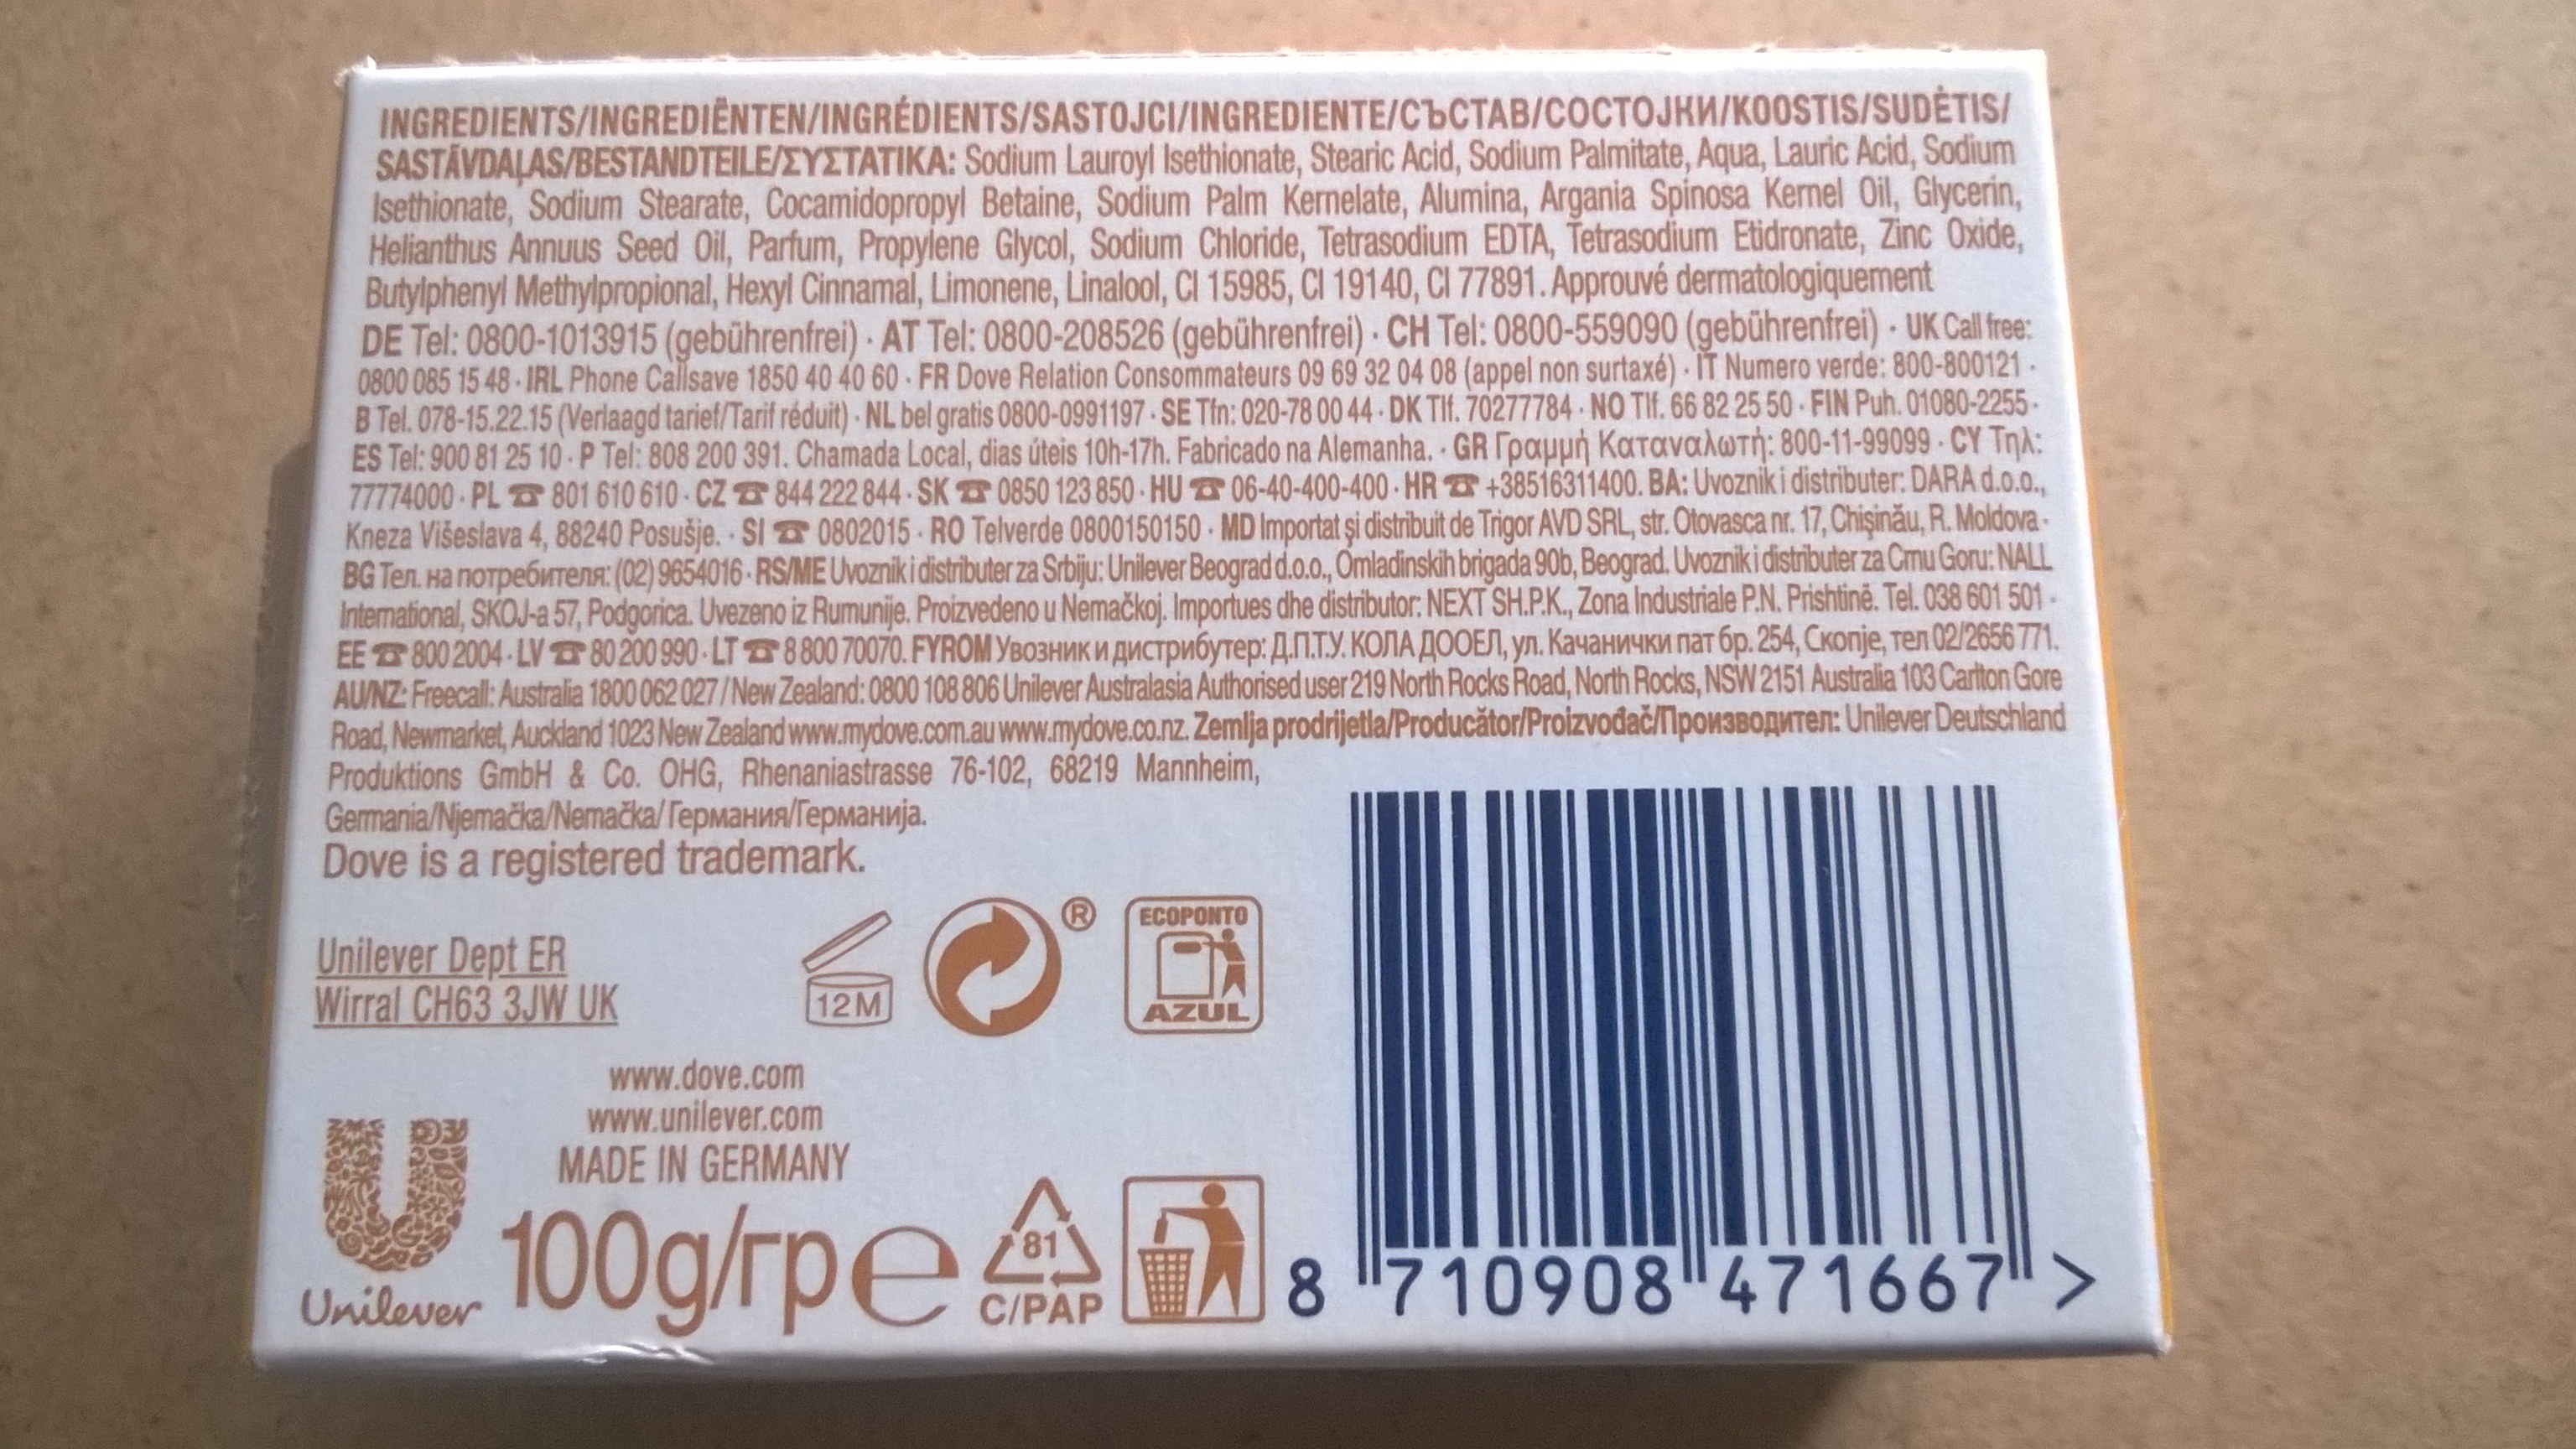 INGREDIENTS/INGREDIËNTEN/INGRÉDIENTS/SASTOJCI/INGREDIENTE/СЪСТАВ/СОСТОЈКИ/KOOSTIS/SUDĖTIS/
SASTĀVDAĻAS/BESTANDTEILE/ΣΥΣΤΑΤΙΚΑ: Sodium Lauroyl Isethionate, Stearic Acid, Sodium Palmitate, Aqua, Lauric Acid, Sodium
Isethionate, Sodium Stearate, Cocamidopropyl Betaine, Sodium Palm Kernelate, Alumina, Argania Spinosa Kernel Oil, Glycerin,
Helianthus Annuus Seed Oil, Parfum, Propylene Glycol, Sodium Chloride, Tetrasodium EDTA, Tetrasodium Etidronate, Zinc Oxide,
Butylphenyl Methylpropional, Hexyl Cinnamal, Limonene, Linalool, CI 15985, CI 19140, CI 77891. Approuvé dermatologiquement
DE Tel: 0800-1013915 (gebührenfrei) · AT Tel: 0800-208526 (gebührenfrei) · CH Tel: 0800-559090 (gebührenfrei) · UK Call free:
0800 085 15 48 · IRL Phone Callsave 1850 40 40 60 · FR Dove Relation Consommateurs 09 69 32 04 08 (appel non surtaxé) · IT Numero verde: 800-800121 ·
B Tel. 078-15.22.15 (Verlaagd tarief/Tarif réduit) · NL bel gratis 0800-0991197 · SE Tfn: 020-78 00 44 · DK Tlf. 70277784 · NO Tlf. 66 82 25 50 · FIN Puh. 01080-2255 ·
ES Tel: 900 81 25 10 · P Tel: 808 200 391. Chamada Local, dias úteis 10h-17h. Fabricado na Alemanha. · GR Γραμμή Καταναλωτή: 800-11-99099 · CY Τηλ:
77774000 · PL ☎ 801 610 610 · CZ ☎ 844 222 844 · SK ☎ 0850 123 850 · HU ☎ 06-40-400-400 · HR ☎ +38516311400. BA: Uvoznik i distributer: DARA d.o.o.,
Kneza Višeslava 4, 88240 Posušje. · SI ☎ 0802015 · RO Telverde 0800150150 · MD Importat şi distribuit de Trigor AVD SRL, str. Otovasca nr. 17, Chişinău, R. Moldova ·
BG Тел. на потребителя: (02) 9654016 · RS/ME Uvoznik i distributer za Srbiju: Unilever Beograd d.o.o., Omladinskih brigada 90b, Beograd. Uvoznik i distributer za Crnu Goru: NALL
International, SKOJ-a 57, Podgorica. Uvezeno iz Rumunije. Proizvedeno u Nemačkoj. Importues dhe distributor: NEXT SH.P.K., Zona Industriale P.N. Prishtinë. Tel. 038 601 501 ·
EE ☎ 800 2004 · LV ☎ 80 200 990 · LT ☎ 8 800 70070. FYROM Увозник и дистрибутер: Д.П.Т.У. КОЛА ДООЕЛ, ул. Качанички пат бр. 254, Скопје, тел 02/2656 771.
AU/NZ: Freecall: Australia 1800 062 027 / New Zealand: 0800 108 806 Unilever Australasia Authorised user 219 North Rocks Road, North Rocks, NSW 2151 Australia 103 Carlton Gore
Road, Newmarket, Auckland 1023 New Zealand www.mydove.com.au www.mydove.co.nz. Zemlja prodrijetla/Producător/Proizvođač/Производител: Unilever Deutschland
Produktions GmbH & Co. OHG, Rhenaniastrasse 76-102, 68219 Mannheim,
Germania/Njemačka/Nemačka/Германия/Германија.
Dove is a registered trademark.
Unilever Dept ER
Wirral CH63 3JW UK
12M
®
ECOPONTO
AZUL
www.dove.com
www.unilever.com
MADE IN GERMANY
Unilever
100g/гр e
81
C/PAP
8 710908 471667 >